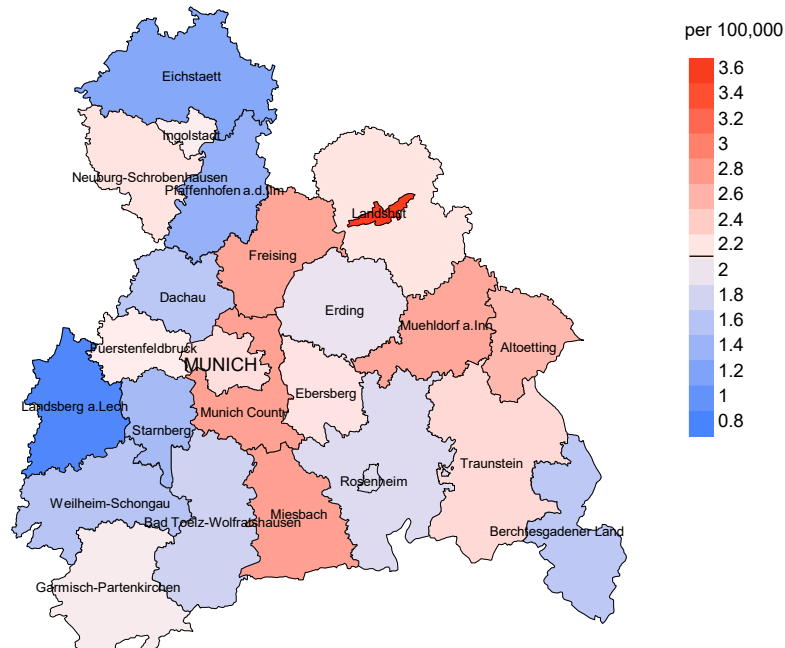 per 100,000
3.6
3.4
3.2
3
2.8
2.6
2.4
2.2
2
1.8
1.6
1.4
1.2
1
0.8
Eichstaett
Ingolstadt
Neuburg-Schrobenhausen
Pfaffenhofen a.d.Ilm
Landshut
Freising
Dachau
Erding
Muehldorf a.Inn
Altoetting
Fuerstenfeldbruck
MUNICH
Ebersberg
Landsberg a.Lech
Munich County
Starnberg
Traunstein
Rosenheim
Weilheim-Schongau
Miesbach
Bad Toelz-Wolfratshausen
Berchtesgadener Land
Garmisch-Partenkirchen